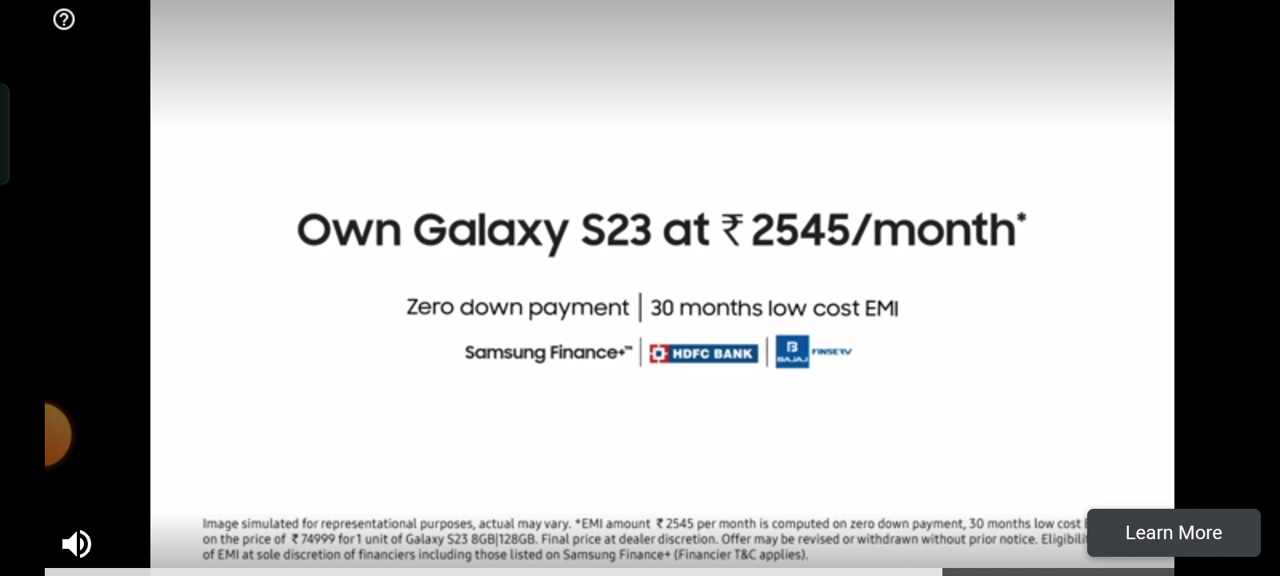 Own Galaxy S23 at ₹ 2545/month*
Zero down payment | 30 months low cost EMI
Samsung Finance+™ | HDFC BANK | B BAJAJ FINSERV
Image simulated for representational purposes, actual may vary. *EMI amount ₹ 2545 per month is computed on zero down payment, 30 months low cost
on the price of ₹ 74999 for 1 unit of Galaxy S23 8GB|128GB. Final price at dealer discretion. Offer may be revised or withdrawn without prior notice.
of EMI at sole discretion of financiers including those listed on Samsung Finance+ (Financier T&C applies).
Learn More